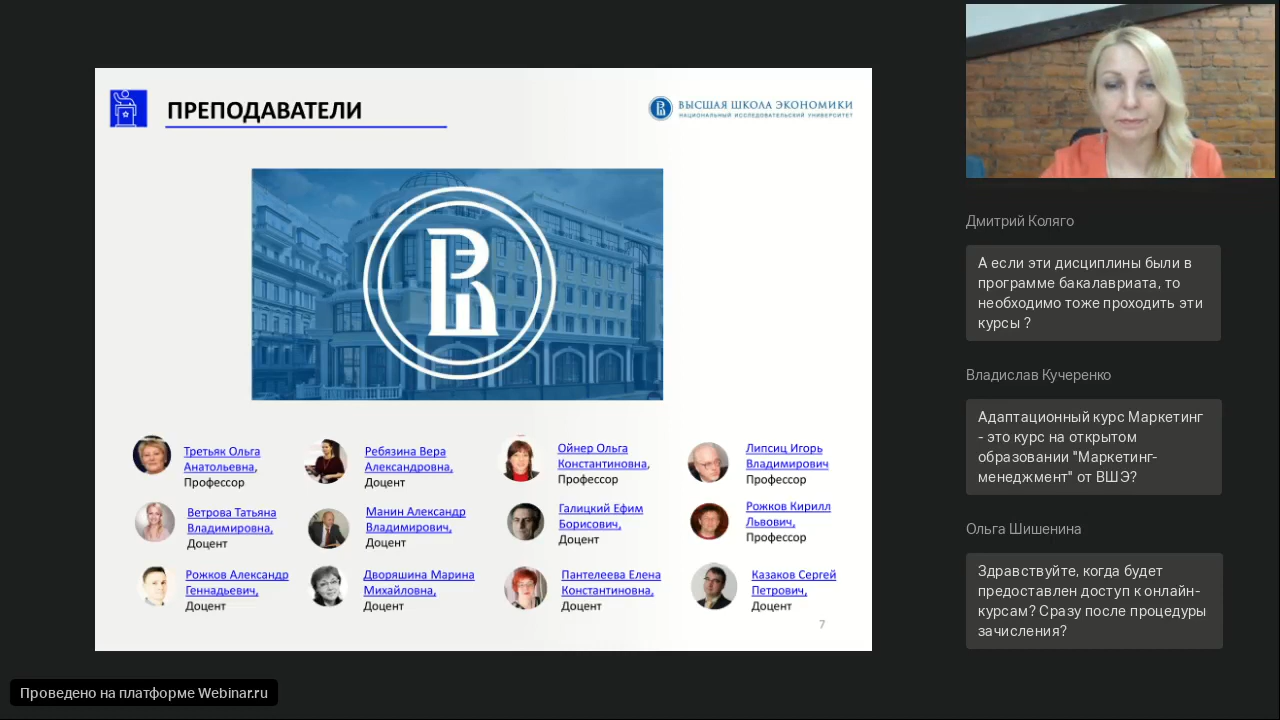 ПРЕПОДАВАТЕЛИ
ВЫСШАЯ ШКОЛА ЭКОНОМИКИ
НАЦИОНАЛЬНЫЙ ИССЛЕДОВАТЕЛЬСКИЙ УНИВЕРСИТЕТ
Третьяк Ольга
Анатольевна,
Профессор
Ребязина Вера
Александровна,
Доцент
Ойнер Ольга
Константиновна,
Профессор
Липсиц Игорь
Владимирович
Профессор
Ветрова Татьяна
Владимировна,
Доцент
Манин Александр
Владимирович,
Доцент
Галицкий Ефим
Борисович,
Доцент
Рожков Кирилл
Львович,
Профессор
Рожков Александр
Геннадьевич,
Доцент
Дворяшина Марина
Михайловна,
Доцент
Пантелеева Елена
Константиновна,
Доцент
Казаков Сергей
Петрович,
Доцент
7
Дмитрий Коляго
А если эти дисциплины были в
программе бакалавриата, то
необходимо тоже проходить эти
курсы ?
Владислав Кучеренко
Адаптационный курс Маркетинг
- это курс на открытом
образовании "Маркетинг-
менеджмент" от ВШЭ?
Ольга Шишенина
Здравствуйте, когда будет
предоставлен доступ к онлайн-
курсам? Сразу после процедуры
зачисления?
Проведено на платформе Webinar.ru